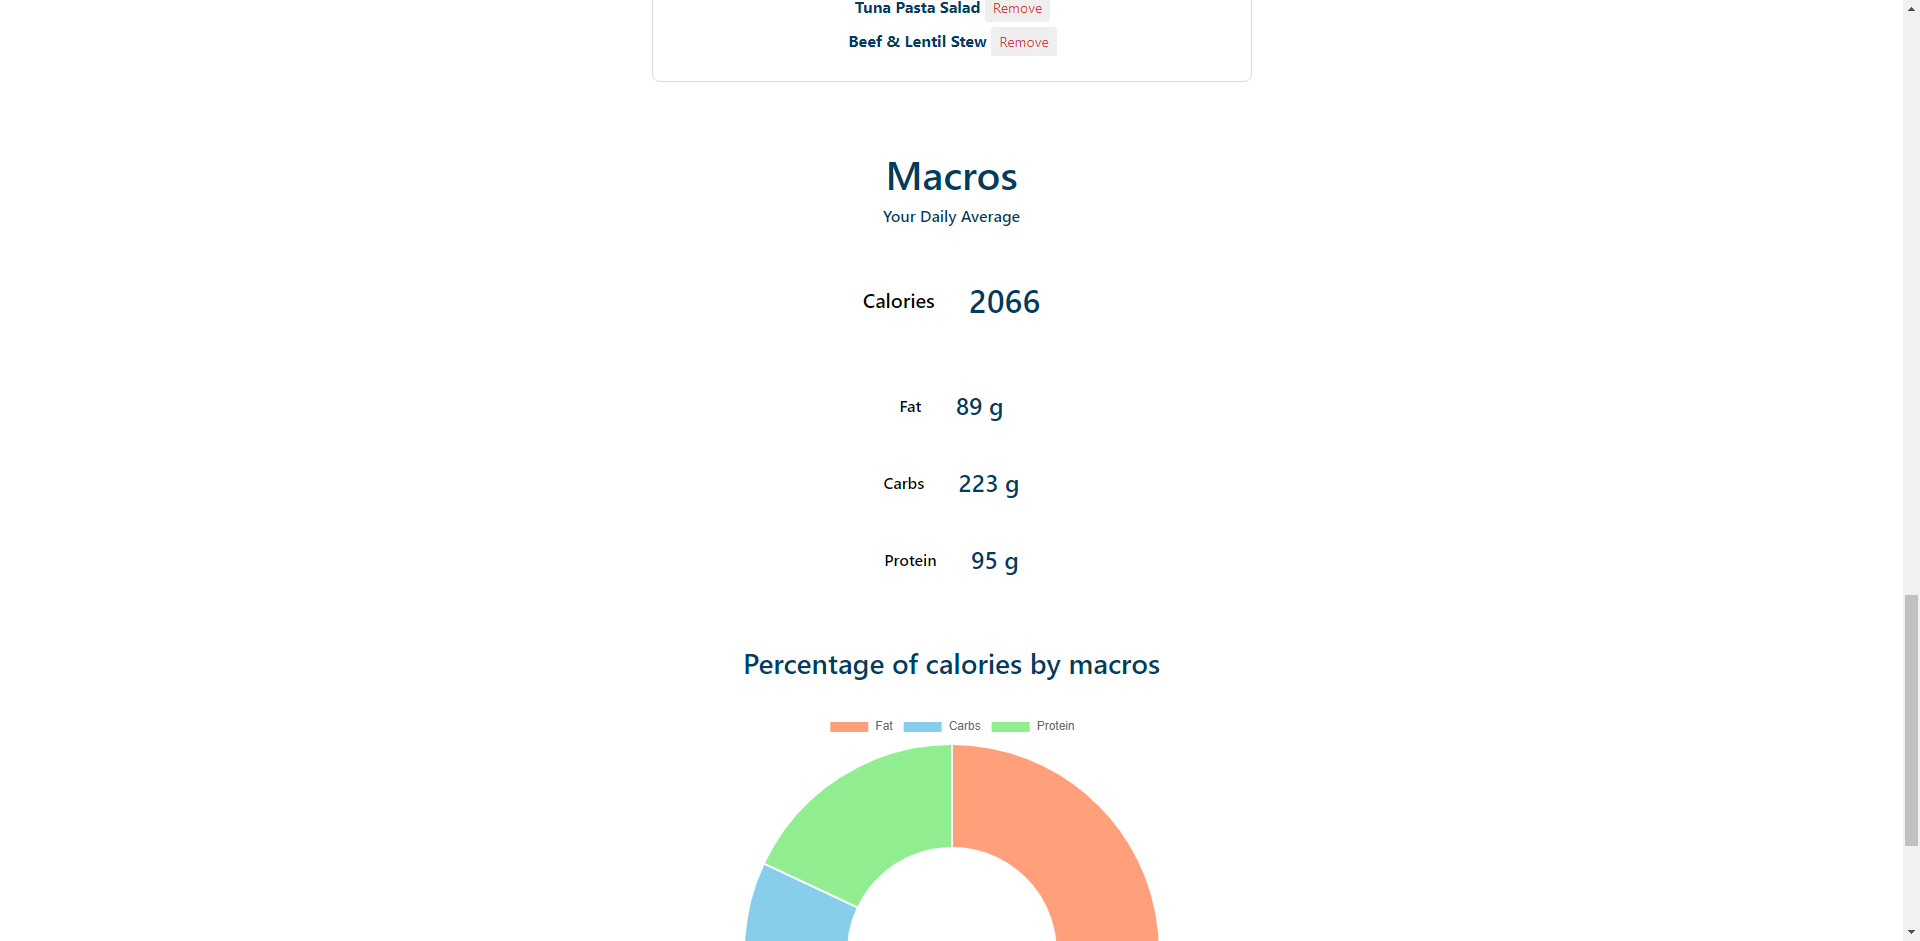 Tuna Pasta Salad Remove
Beef & Lentil Stew Remove
Macros
Your Daily Average
Calories 2066
Fat 89 g
Carbs 223 g
Protein 95 g
Percentage of calories by macros
Fat Carbs Protein